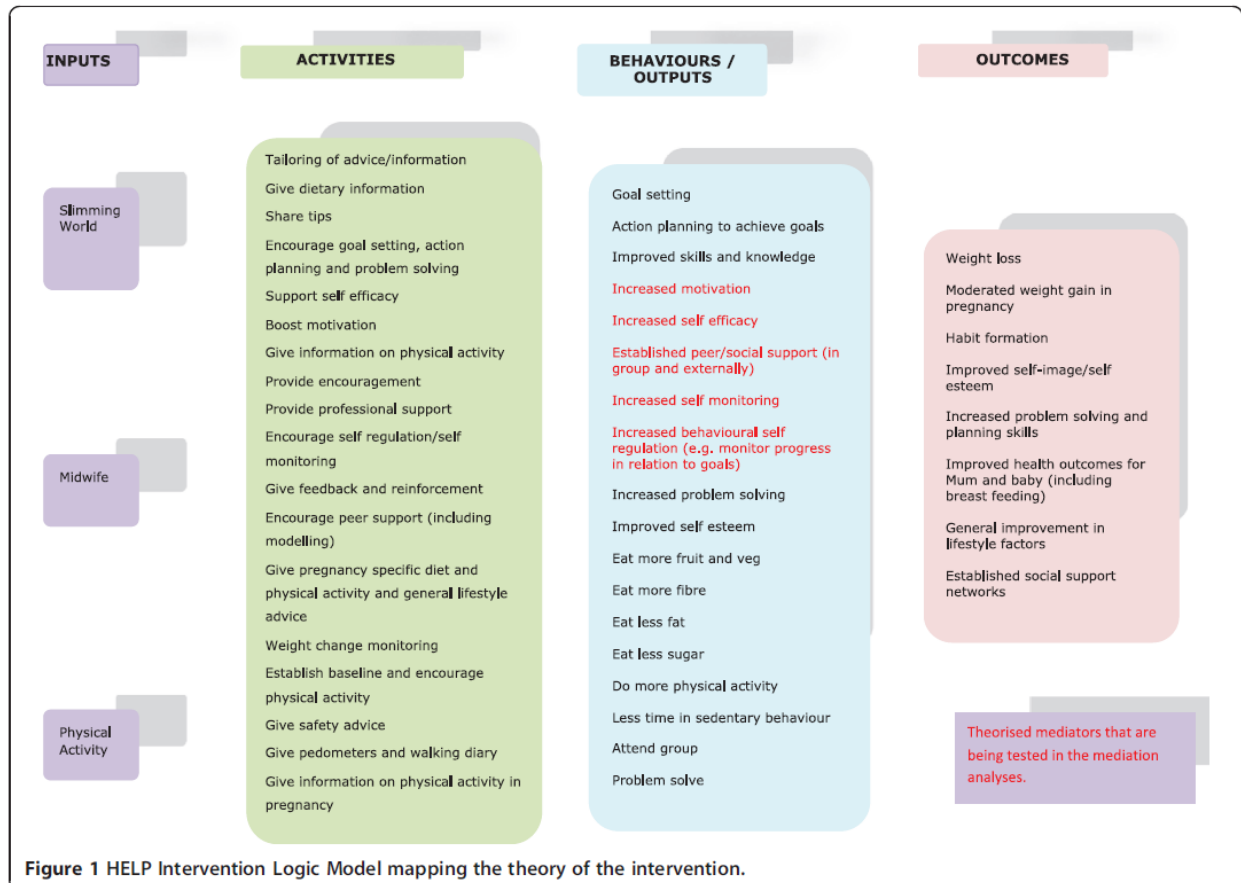 INPUTS
ACTIVITIES
BEHAVIOURS /
OUTPUTS
OUTCOMES
Slimming
World
Midwife
Physical
Activity
Tailoring of advice/information
Give dietary information
Share tips
Encourage goal setting, action
planning and problem solving
Support self efficacy
Boost motivation
Give information on physical activity
Provide encouragement
Provide professional support
Encourage self regulation/self
monitoring
Give feedback and reinforcement
Encourage peer support (including
modelling)
Give pregnancy specific diet and
physical activity and general lifestyle
advice
Weight change monitoring
Establish baseline and encourage
physical activity
Give safety advice
Give pedometers and walking diary
Give information on physical activity in
pregnancy
Goal setting
Action planning to achieve goals
Improved skills and knowledge
Increased motivation
Increased self efficacy
Established peer/social support (in
group and externally)
Increased self monitoring
Increased behavioural self
regulation (e.g. monitor progress
in relation to goals)
Increased problem solving
Improved self esteem
Eat more fruit and veg
Eat more fibre
Eat less fat
Eat less sugar
Do more physical activity
Less time in sedentary behaviour
Attend group
Problem solve
Weight loss
Moderated weight gain in
pregnancy
Habit formation
Improved self-image/self
esteem
Increased problem solving and
planning skills
Improved health outcomes for
Mum and baby (including
breast feeding)
General improvement in
lifestyle factors
Established social support
networks
Theorised mediators that are
being tested in the mediation
analyses.
Figure 1 HELP Intervention Logic Model mapping the theory of the intervention.